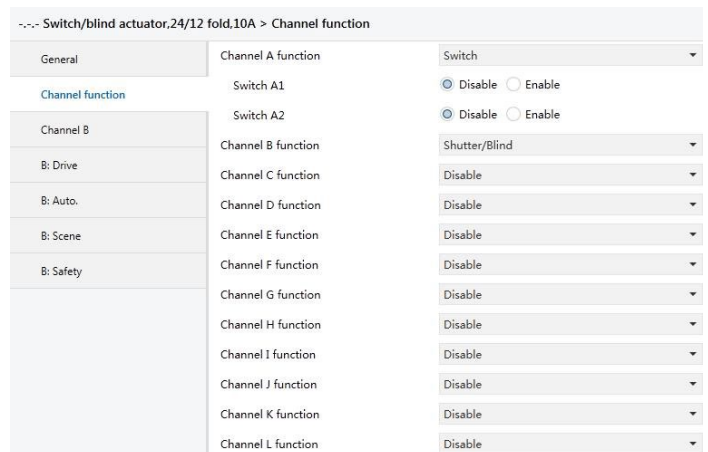 -.-.- Switch/blind actuator,24/12 fold,10A > Channel function
General
Channel function
Channel B
B: Drive
B: Auto.
B: Scene
B: Safety
Channel A function Switch
Switch A1 Disable Enable
Switch A2 Disable Enable
Channel B function Shutter/Blind
Channel C function Disable
Channel D function Disable
Channel E function Disable
Channel F function Disable
Channel G function Disable
Channel H function Disable
Channel I function Disable
Channel J function Disable
Channel K function Disable
Channel L function Disable